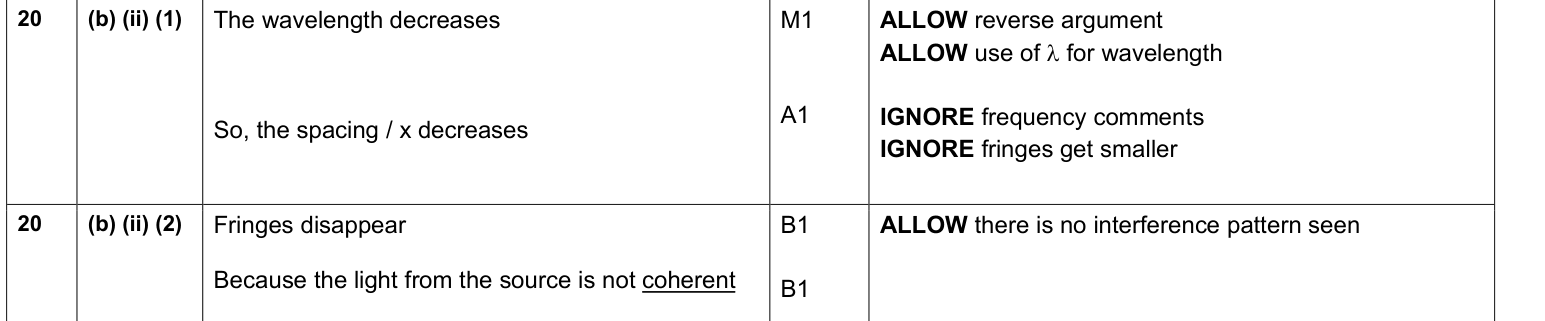 20 (b) (ii) (1) The wavelength decreases M1 ALLOW reverse argument
ALLOW use of λ for wavelength
So, the spacing / x decreases A1 IGNORE frequency comments
IGNORE fringes get smaller
20 (b) (ii) (2) Fringes disappear B1 ALLOW there is no interference pattern seen
Because the light from the source is not coherent B1